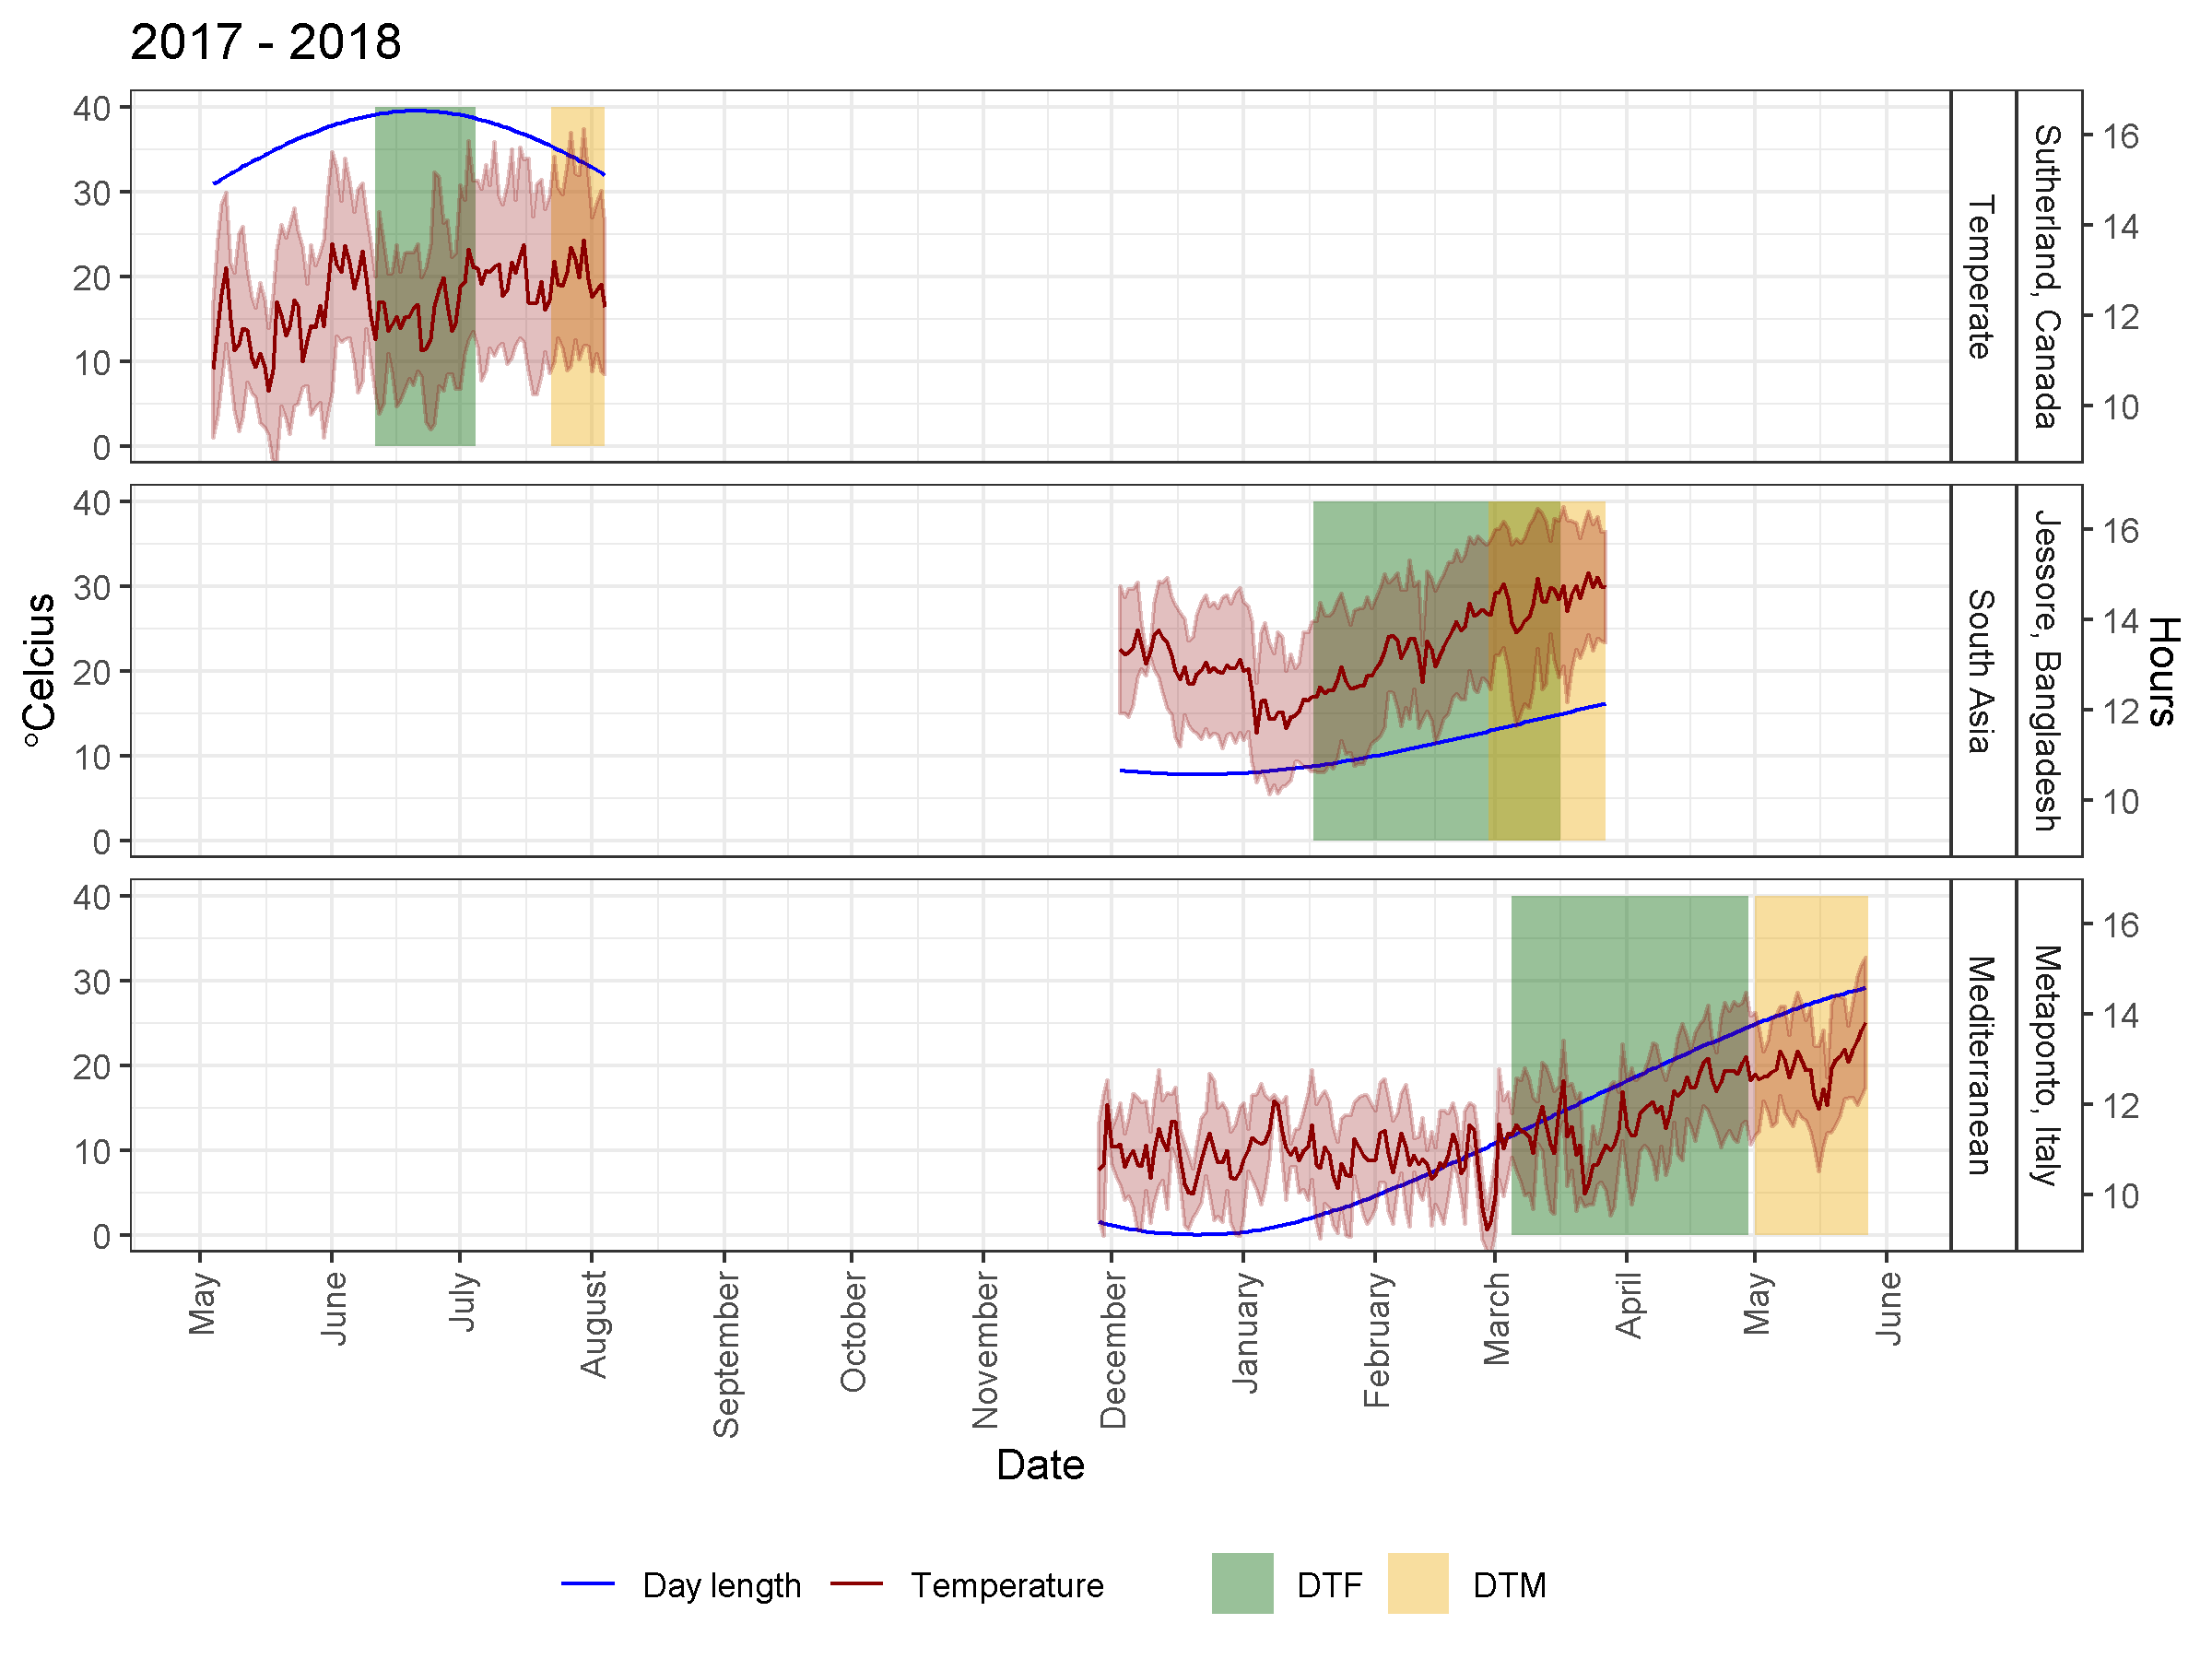 2017 - 2018
°Celcius
40
30
20
10
0
Temperate
Sutherland, Canada
16
14
12
10
40
30
20
10
0
South Asia
Jessore, Bangladesh
16
14
12
10
Hours
40
30
20
10
0
Mediterranean
Metaponto, Italy
16
14
12
10
May
June
July
August
September
October
November
December
January
February
March
April
May
June
Date
Day length
Temperature
DTF
DTM